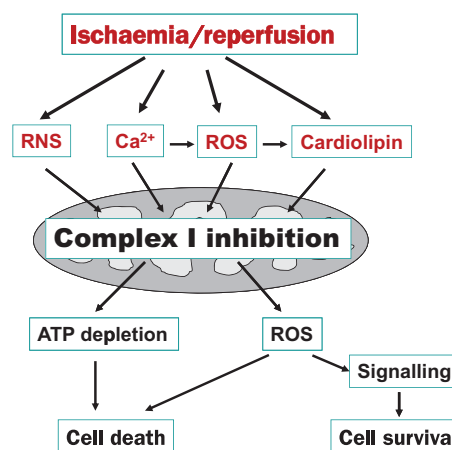 Ischaemia/reperfusion
RNS
Ca²⁺
ROS
Cardiolipin
Complex I inhibition
ATP depletion
ROS
Signalling
Cell death
Cell surviva